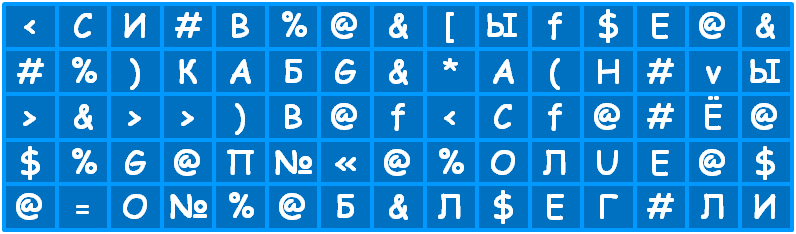 < С И # В % @ & [ Ы f $ Е @ &
# % ) К А Б G & * А ( Н # v Ы
> & > > ) В @ f < С f @ # Ё @
$ % G @ П № « @ % О Л U Е @ $
@ = О № % @ Б & Л $ Е Г # Л И